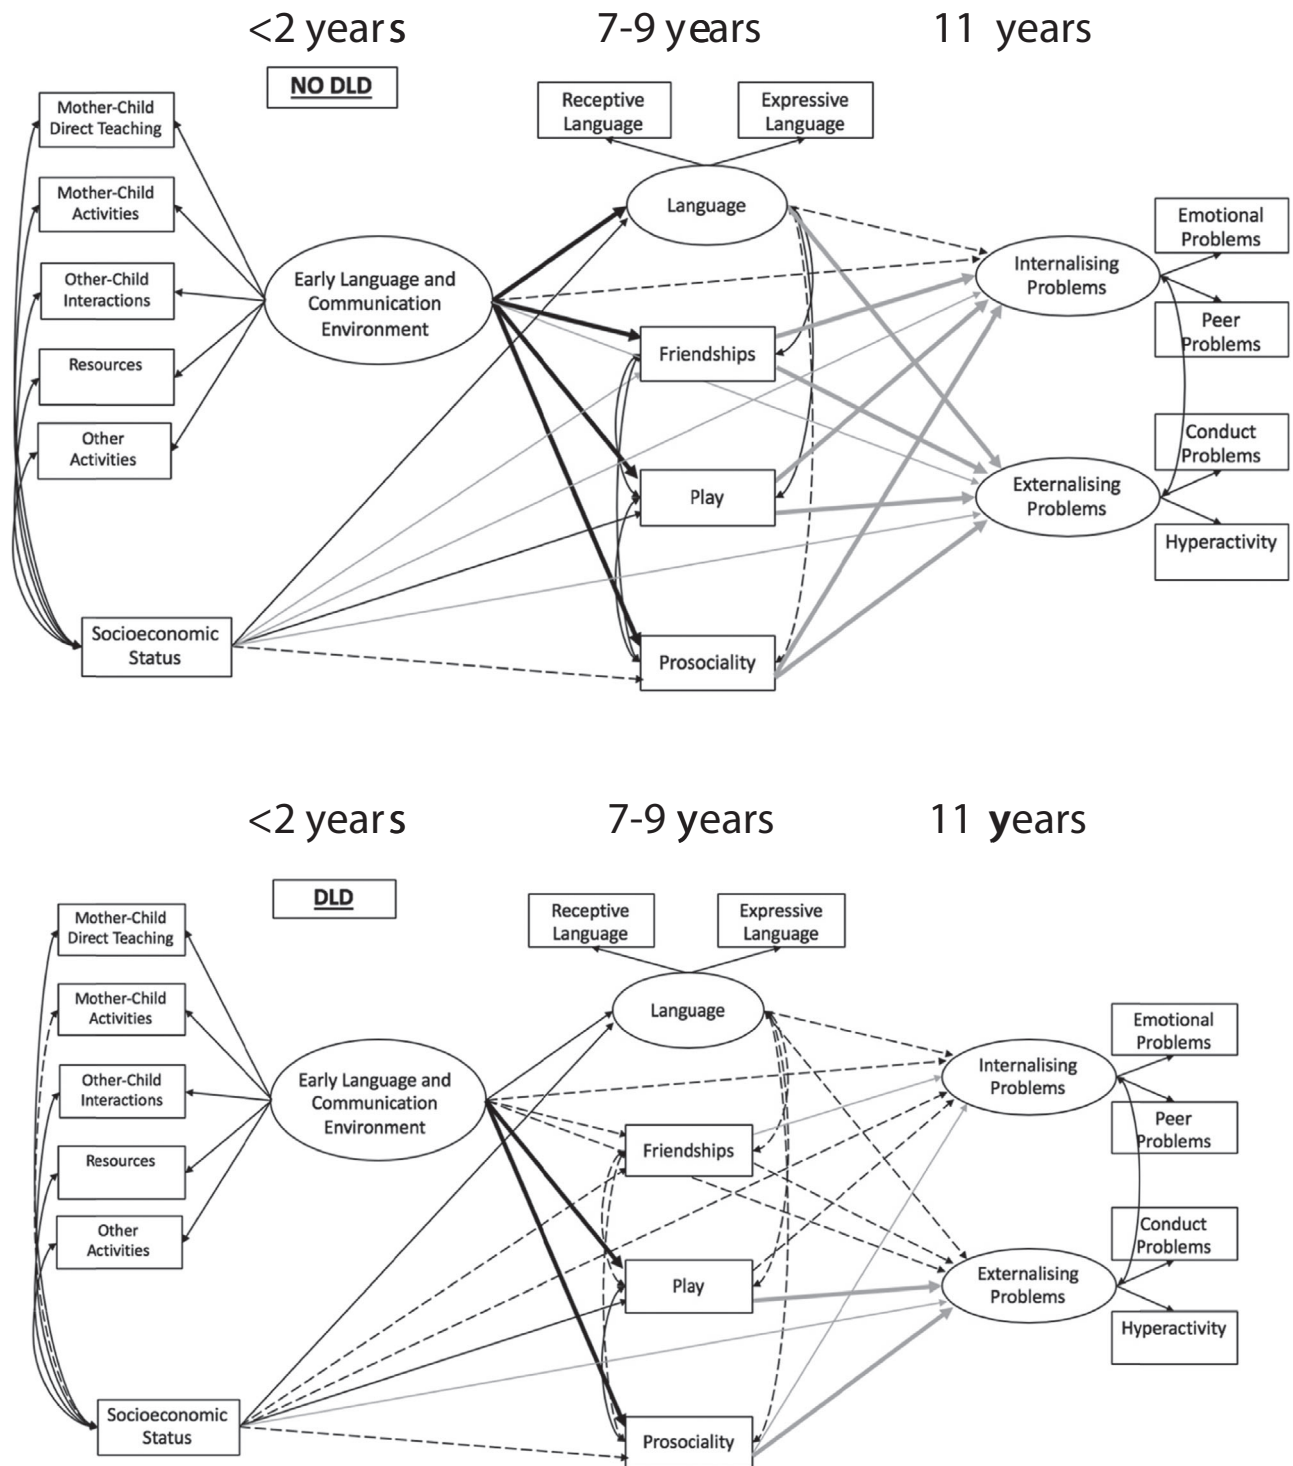 <2 years
7-9 years
11 years
NO DLD
Mother-Child
Direct Teaching
Mother-Child
Activities
Other-Child
Interactions
Resources
Other
Activities
Socioeconomic
Status
Early Language and
Communication
Environment
Receptive
Language
Expressive
Language
Language
Friendships
Play
Prosociality
Internalising
Problems
Externalising
Problems
Emotional
Problems
Peer
Problems
Conduct
Problems
Hyperactivity
<2 years
7-9 years
11 years
DLD
Mother-Child
Direct Teaching
Mother-Child
Activities
Other-Child
Interactions
Resources
Other
Activities
Socioeconomic
Status
Early Language and
Communication
Environment
Receptive
Language
Expressive
Language
Language
Friendships
Play
Prosociality
Internalising
Problems
Externalising
Problems
Emotional
Problems
Peer
Problems
Conduct
Problems
Hyperactivity